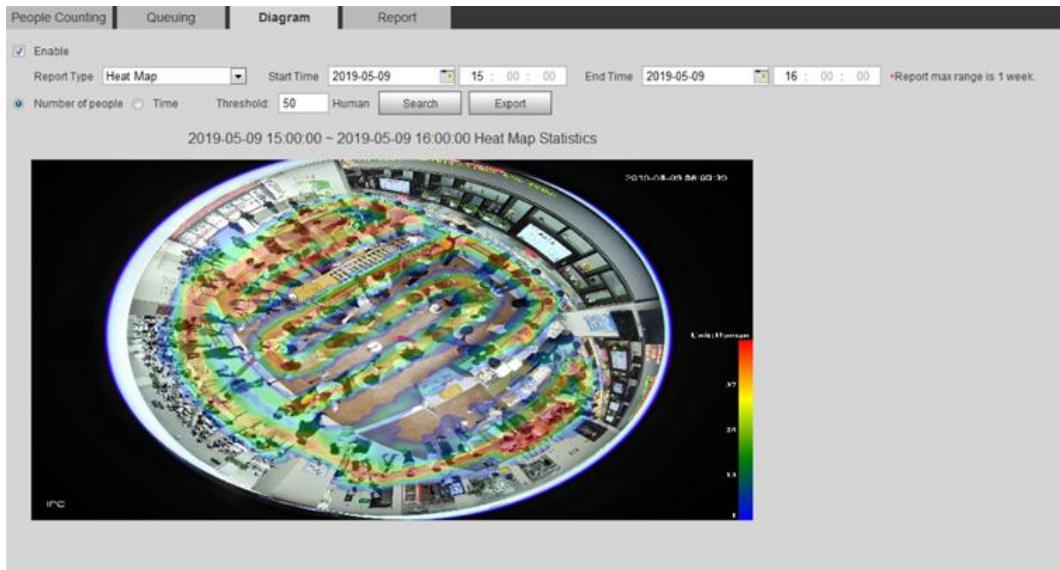 People Counting Queuing Diagram Report
Enable
Report Type Heat Map Start Time 2019-05-09 15 : 00 : 00 End Time 2019-05-09 16 : 00 : 00 *Report max range is 1 week.
Number of people Time Threshold: 50 Human Search Export
2019-05-09 15:00:00 ~ 2019-05-09 16:00:00 Heat Map Statistics
Unit:Human
37
1
IPC